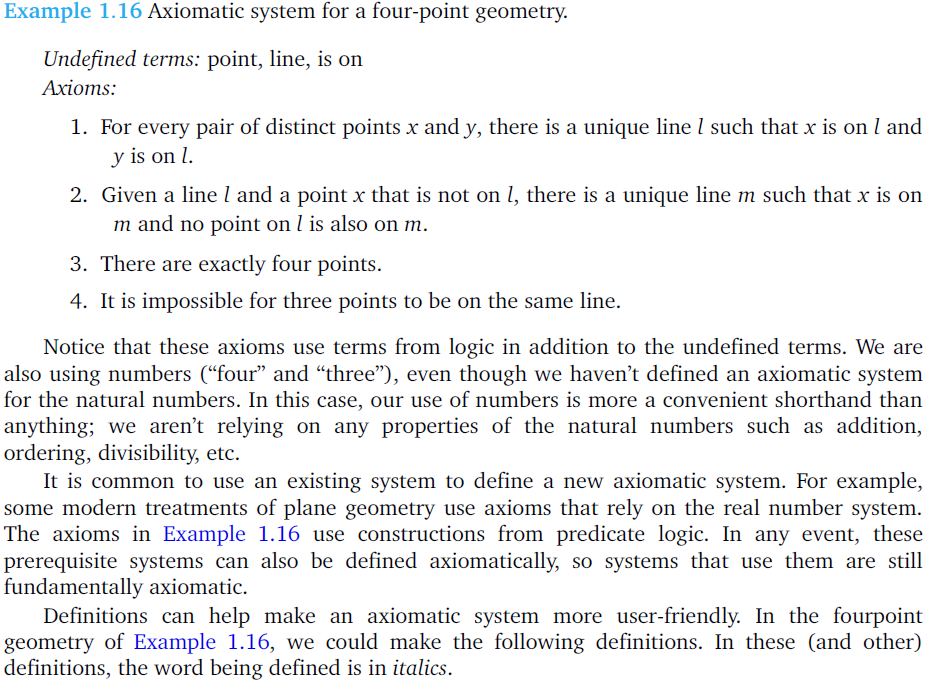 Example 1.16 Axiomatic system for a four-point geometry.
Undefined terms: point, line, is on
Axioms:
1. For every pair of distinct points x and y, there is a unique line l such that x is on l and
y is on l.
2. Given a line l and a point x that is not on l, there is a unique line m such that x is on
m and no point on l is also on m.
3. There are exactly four points.
4. It is impossible for three points to be on the same line.
Notice that these axioms use terms from logic in addition to the undefined terms. We are
also using numbers (“four” and “three”), even though we haven’t defined an axiomatic system
for the natural numbers. In this case, our use of numbers is more a convenient shorthand than
anything; we aren’t relying on any properties of the natural numbers such as addition,
ordering, divisibility, etc.
It is common to use an existing system to define a new axiomatic system. For example,
some modern treatments of plane geometry use axioms that rely on the real number system.
The axioms in Example 1.16 use constructions from predicate logic. In any event, these
prerequisite systems can also be defined axiomatically, so systems that use them are still
fundamentally axiomatic.
Definitions can help make an axiomatic system more user-friendly. In the fourpoint
geometry of Example 1.16, we could make the following definitions. In these (and other)
definitions, the word being defined is in italics.